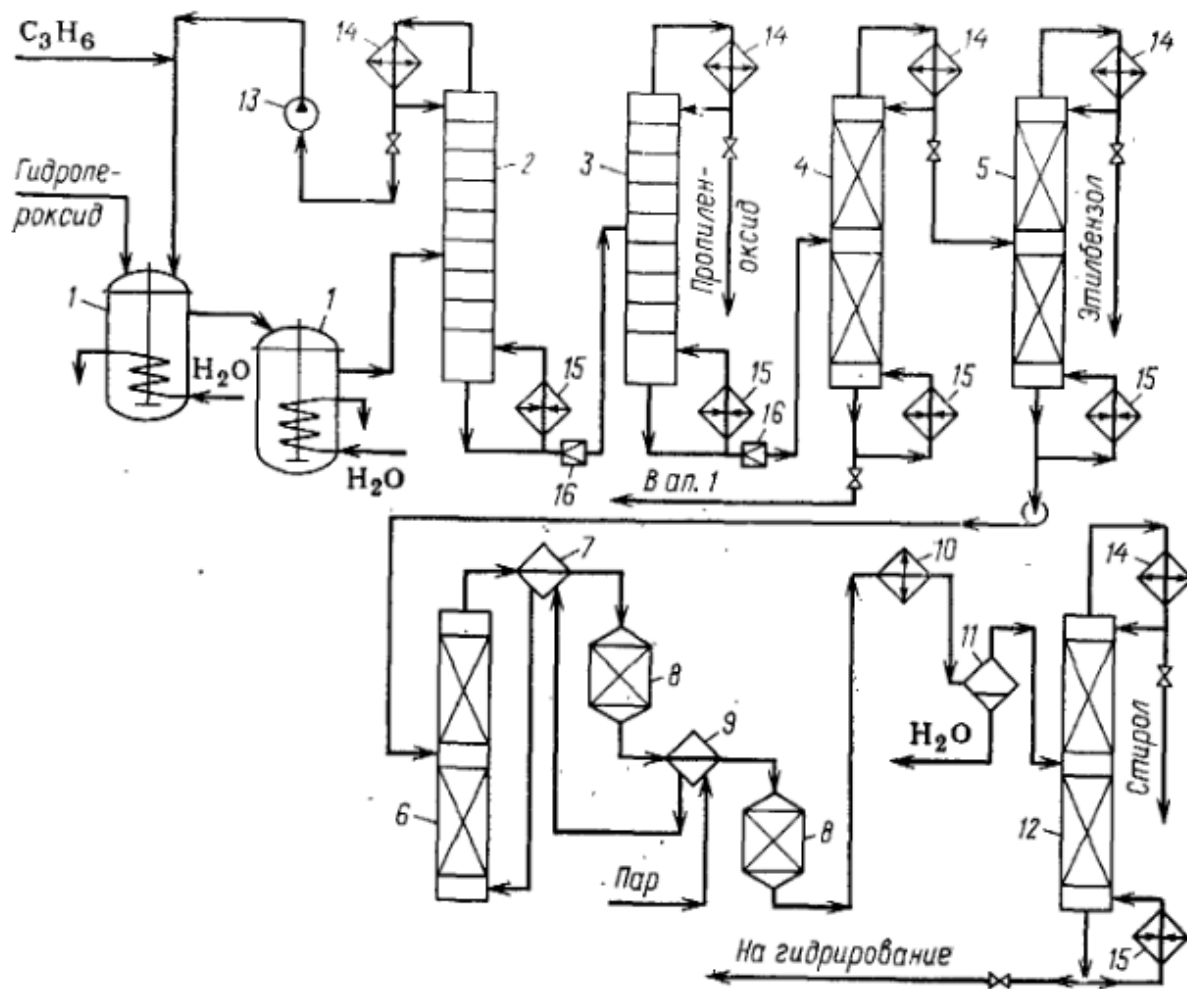 C₃H₆
13
14
14
14
14
Гидропе-
роксид
2
3
4
5
Пропилен-
оксид
Этилбензол
1
1
H₂O
H₂O
15
15
15
15
16
16
В ап. 1
7
10
14
8
11
9
H₂O
Стирол
6
8
12
Пар
На гидрирование
15